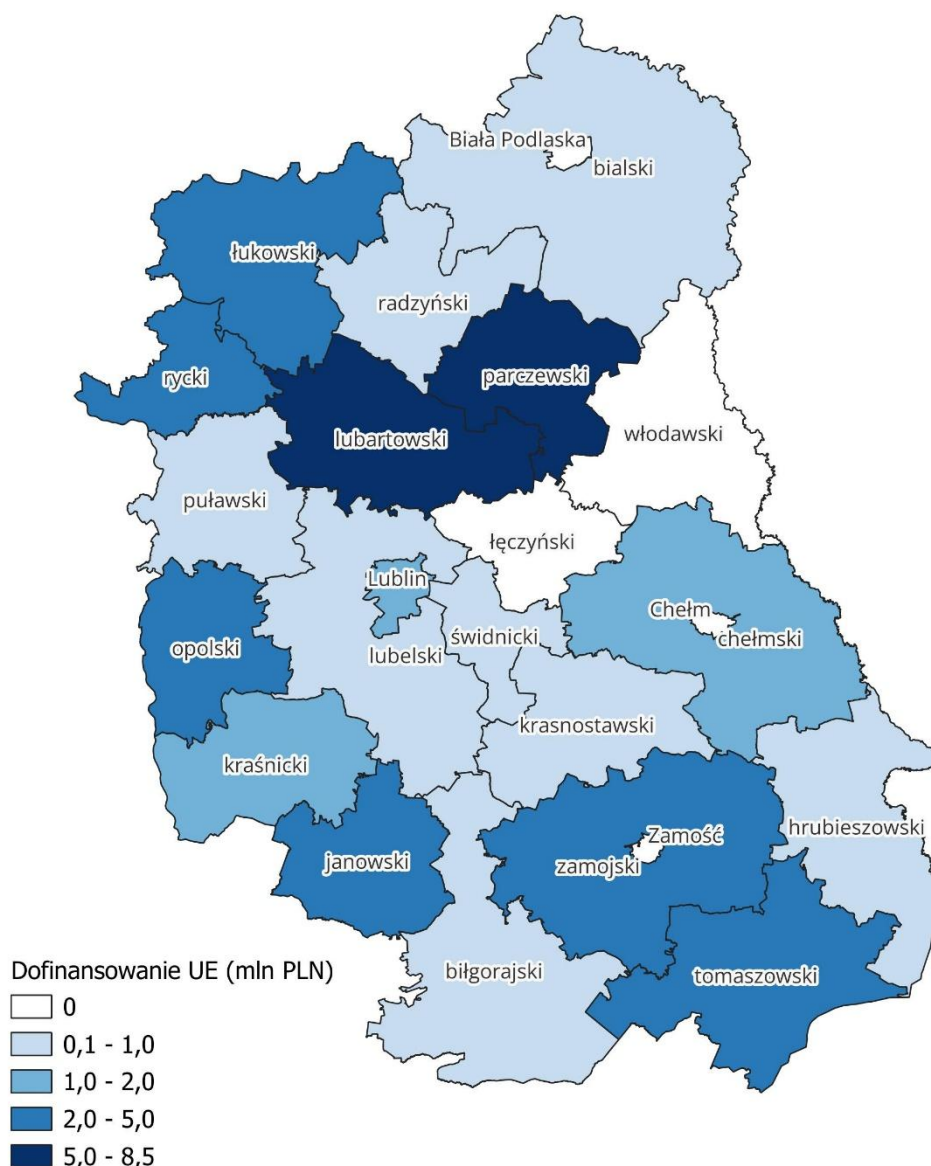 Biała Podlaska
bialski
łukowski
radzyński
rycki
parczewski
lubartowski
włodawski
puławski
łęczyński
Lublin
Chełm
chełmski
opolski
lubelski
świdnicki
krasnostawski
kraśnicki
hrubieszowski
Zamość
janowski
zamojski
biłgorajski
tomaszowski
Dofinansowanie UE (mln PLN)
0
0,1 - 1,0
1,0 - 2,0
2,0 - 5,0
5,0 - 8,5